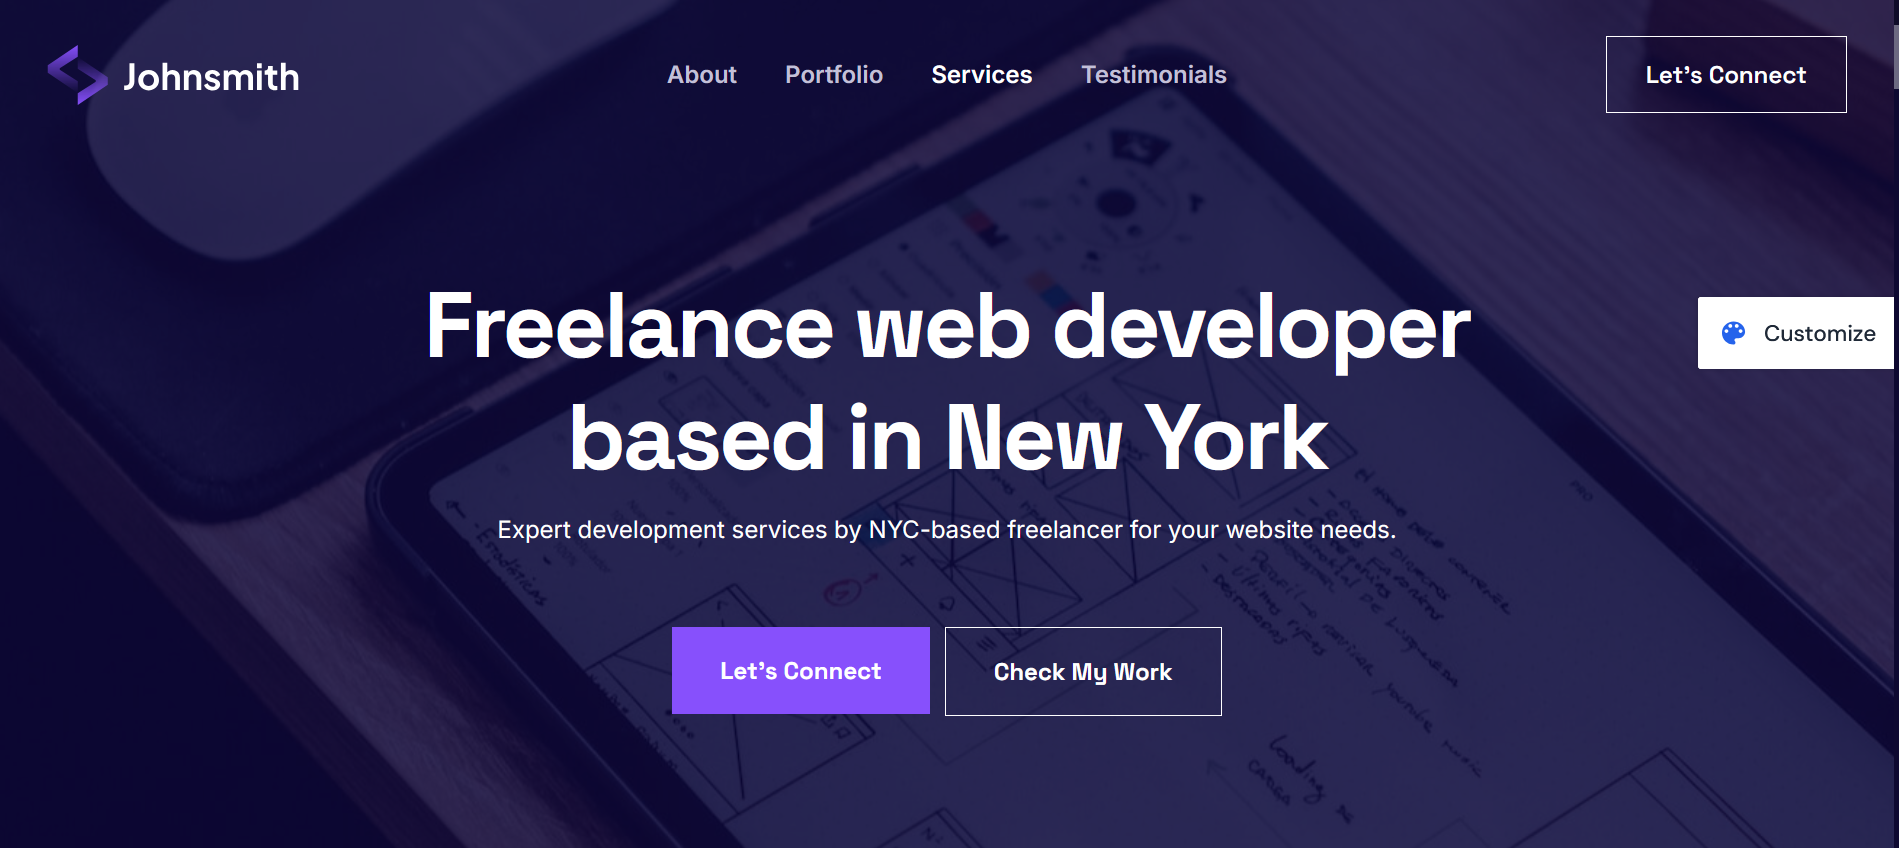 Johnsmith
About
Portfolio
Services
Testimonials
Let's Connect
Freelance web developer
based in New York
Customize
Expert development services by NYC-based freelancer for your website needs.
Let's Connect
Check My Work